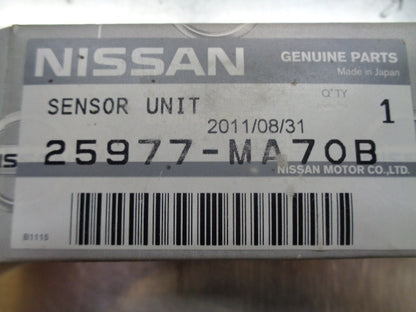 NISSAN
GENUINE PARTS
Made in Japan
SENSOR UNIT
Q'TY
1
2011/08/31
25977-MA70B
NISSAN MOTOR CO.,LTD.
B1115